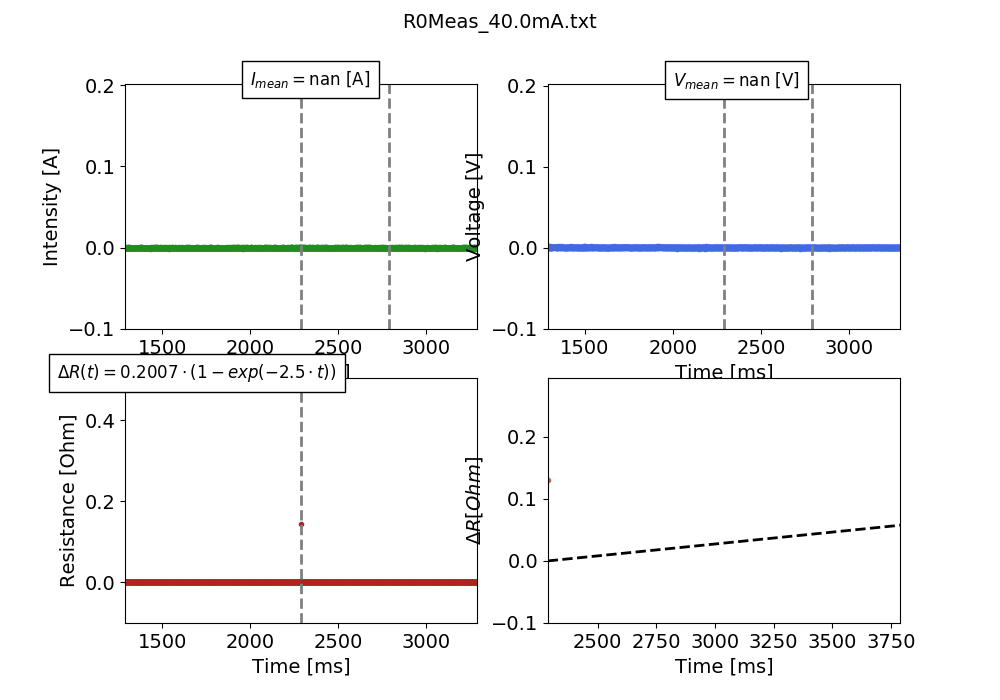 R0Meas_40.0mA.txt
I_mean = nan [A]
V_mean = nan [V]
0.2
0.1
0.0
−0.1
Intensity [A]
1500 2000 2500 3000
0.2
0.1
0.0
−0.1
Voltage [V]
1500 2000 2500 3000
Time [ms]
ΔR(t) = 0.2007 · (1 − exp(−2.5 · t))
0.4
0.2
0.0
Resistance [Ohm]
1500 2000 2500 3000
Time [ms]
0.2
0.1
0.0
−0.1
ΔR[Ohm]
2500 2750 3000 3250 3500 3750
Time [ms]